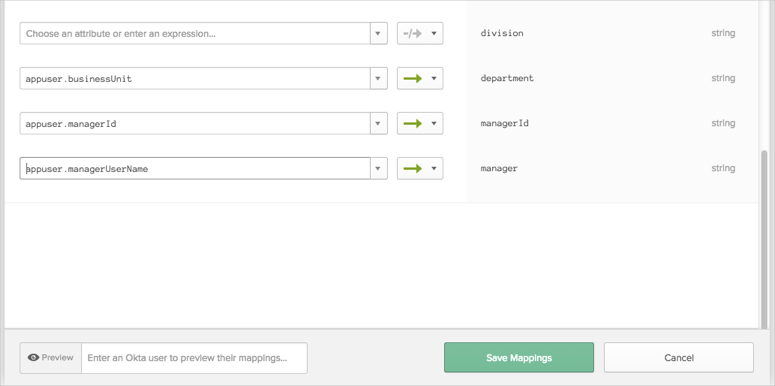 Choose an attribute or enter an expression... division string
appuser.businessUnit department string
appuser.managerId managerId string
appuser.managerUserName manager string
Preview Enter an Okta user to preview their mappings... Save Mappings Cancel